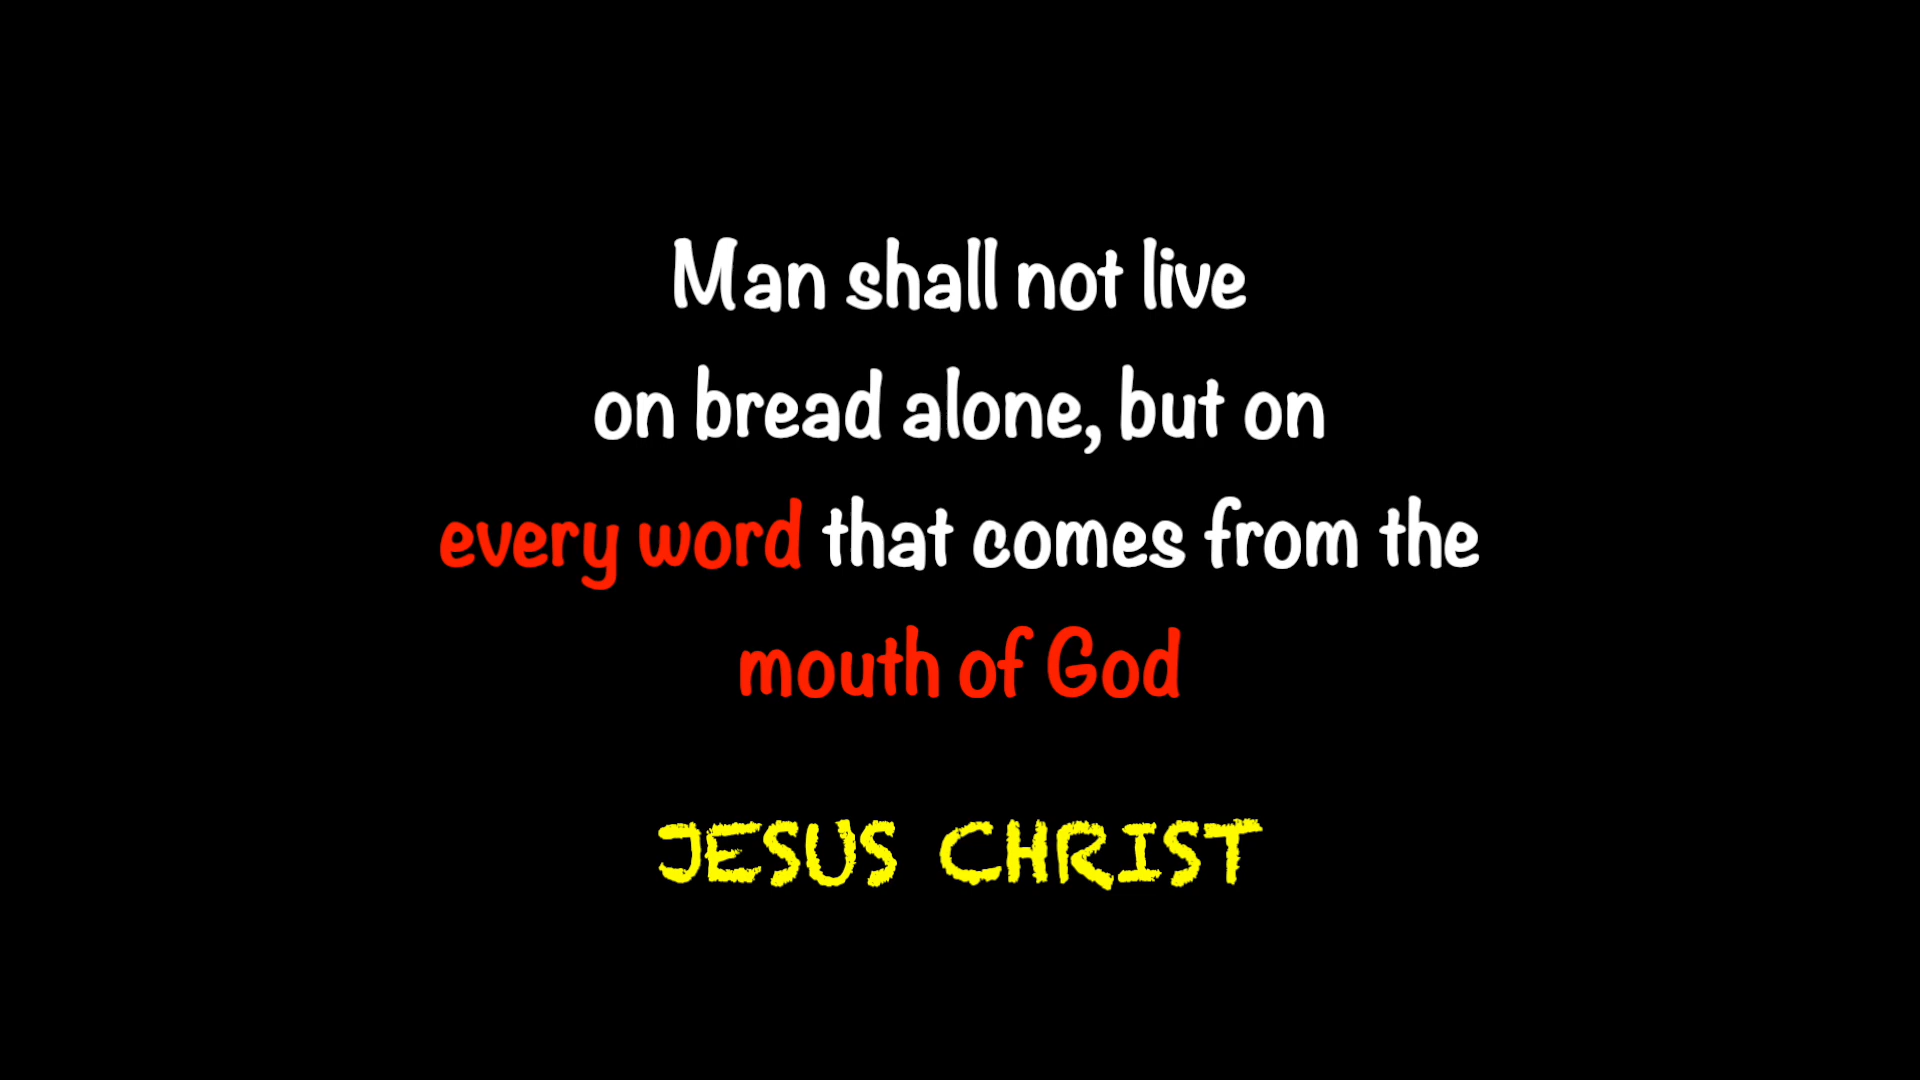 Man shall not live
on bread alone, but on
every word that comes from the
mouth of God
JESUS CHRIST